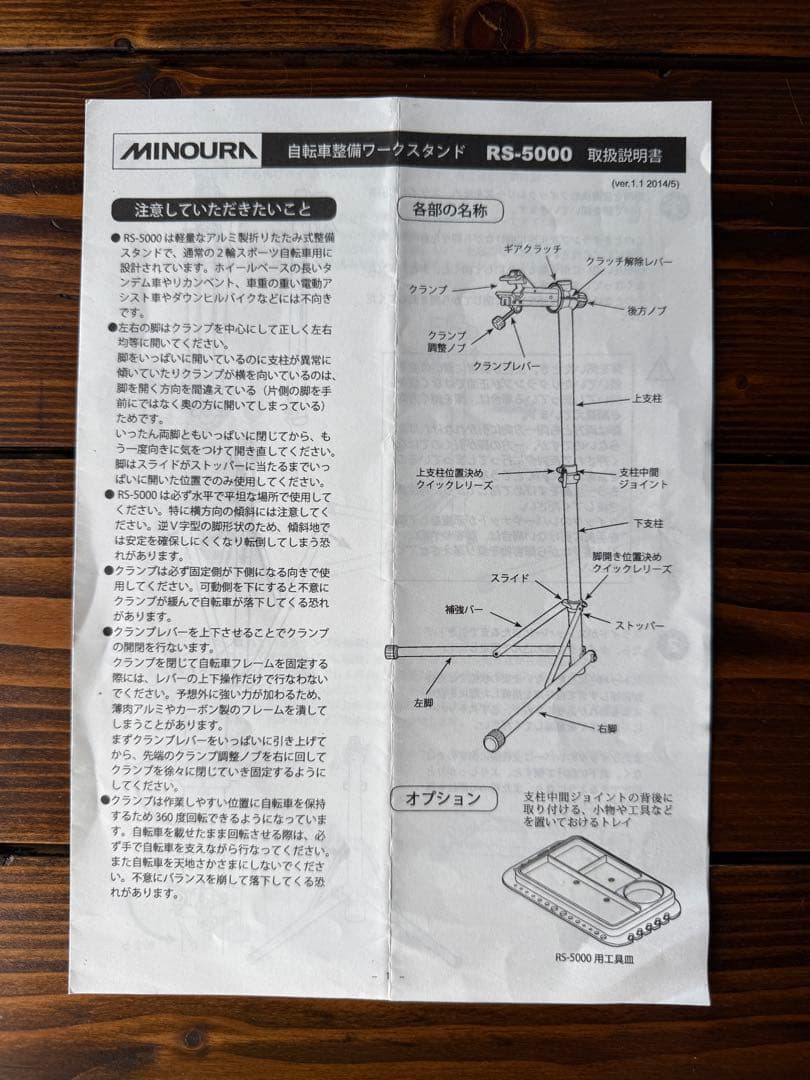 MINOURA 自転車整備ワークスタンド RS-5000 取扱説明書
(ver.1.1 2014/5)
注意していただきたいこと
● RS-5000 は軽量なアルミ製折りたたみ式整備
スタンドで、通常の２輪スポーツ自転車用に
設計されています。ホイールベースの長いタ
ンデム車やリカンベント、車重の重い電動ア
シスト車やダウンヒルバイクなどには不向き
です。
●左右の脚はクランプを中心にして正しく左右
均等に開いてください。
脚をいっぱいに開いているのに支柱が異常に
傾いていたりクランプが横を向いているのは、
脚を開く方向を間違えている（片側の脚を手
前にではなく奥の方に開いてしまっている）
ためです。
いったん両脚ともいっぱいに閉じてから、も
う一度向きに気をつけて開き直してください。
脚はスライドがストッパーに当たるまでいっ
ぱいに開いた位置でのみ使用してください。
● RS-5000 は必ず水平で平坦な場所で使用して
ください。特に横方向の傾斜には注意してく
ださい。逆Ｖ字型の脚形状のため、傾斜地で
は安定を確保しにくくなり転倒してしまう恐
れがあります。
●クランプは必ず固定側が下側になる向きで使
用してください。可動側を下にすると不意に
クランプが緩んで自転車が落下してくる恐れ
があります。
●クランプレバーを上下させることでクランプ
の開閉を行ないます。
クランプを閉じて自転車フレームを固定する
際には、レバーの上下操作だけで行なわない
でください。予想外に強い力が加わるため、
薄肉アルミやカーボン製のフレームを潰して
しまうことがあります。
まずクランプレバーをいっぱいに引き上げて
から、先端のクランプ調整ノブを右に回して
クランプを徐々に閉じていき固定するように
してください。
●クランプは作業しやすい位置に自転車を保持
するため 360 度回転できるようになっていま
す。自転車を載せたまま回転させる際は、必
ず手で自転車を支えながら行なってください。
また自転車を天地さかさまにしないでくださ
い。不意にバランスを崩して落下してくる恐
れがあります。
各部の名称
ギアクラッチ
クラッチ解除レバー
クランプ
後方ノブ
クランプ
調整ノブ
クランプレバー
上支柱
上支柱位置決め
クイックレリーズ
支柱中間
ジョイント
下支柱
脚開き位置決め
クイックレリーズ
スライド
補強バー
ストッパー
左脚
右脚
オプション
支柱中間ジョイントの背後に
取り付ける、小物や工具など
を置いておけるトレイ
RS-5000 用工具皿
– 1 –